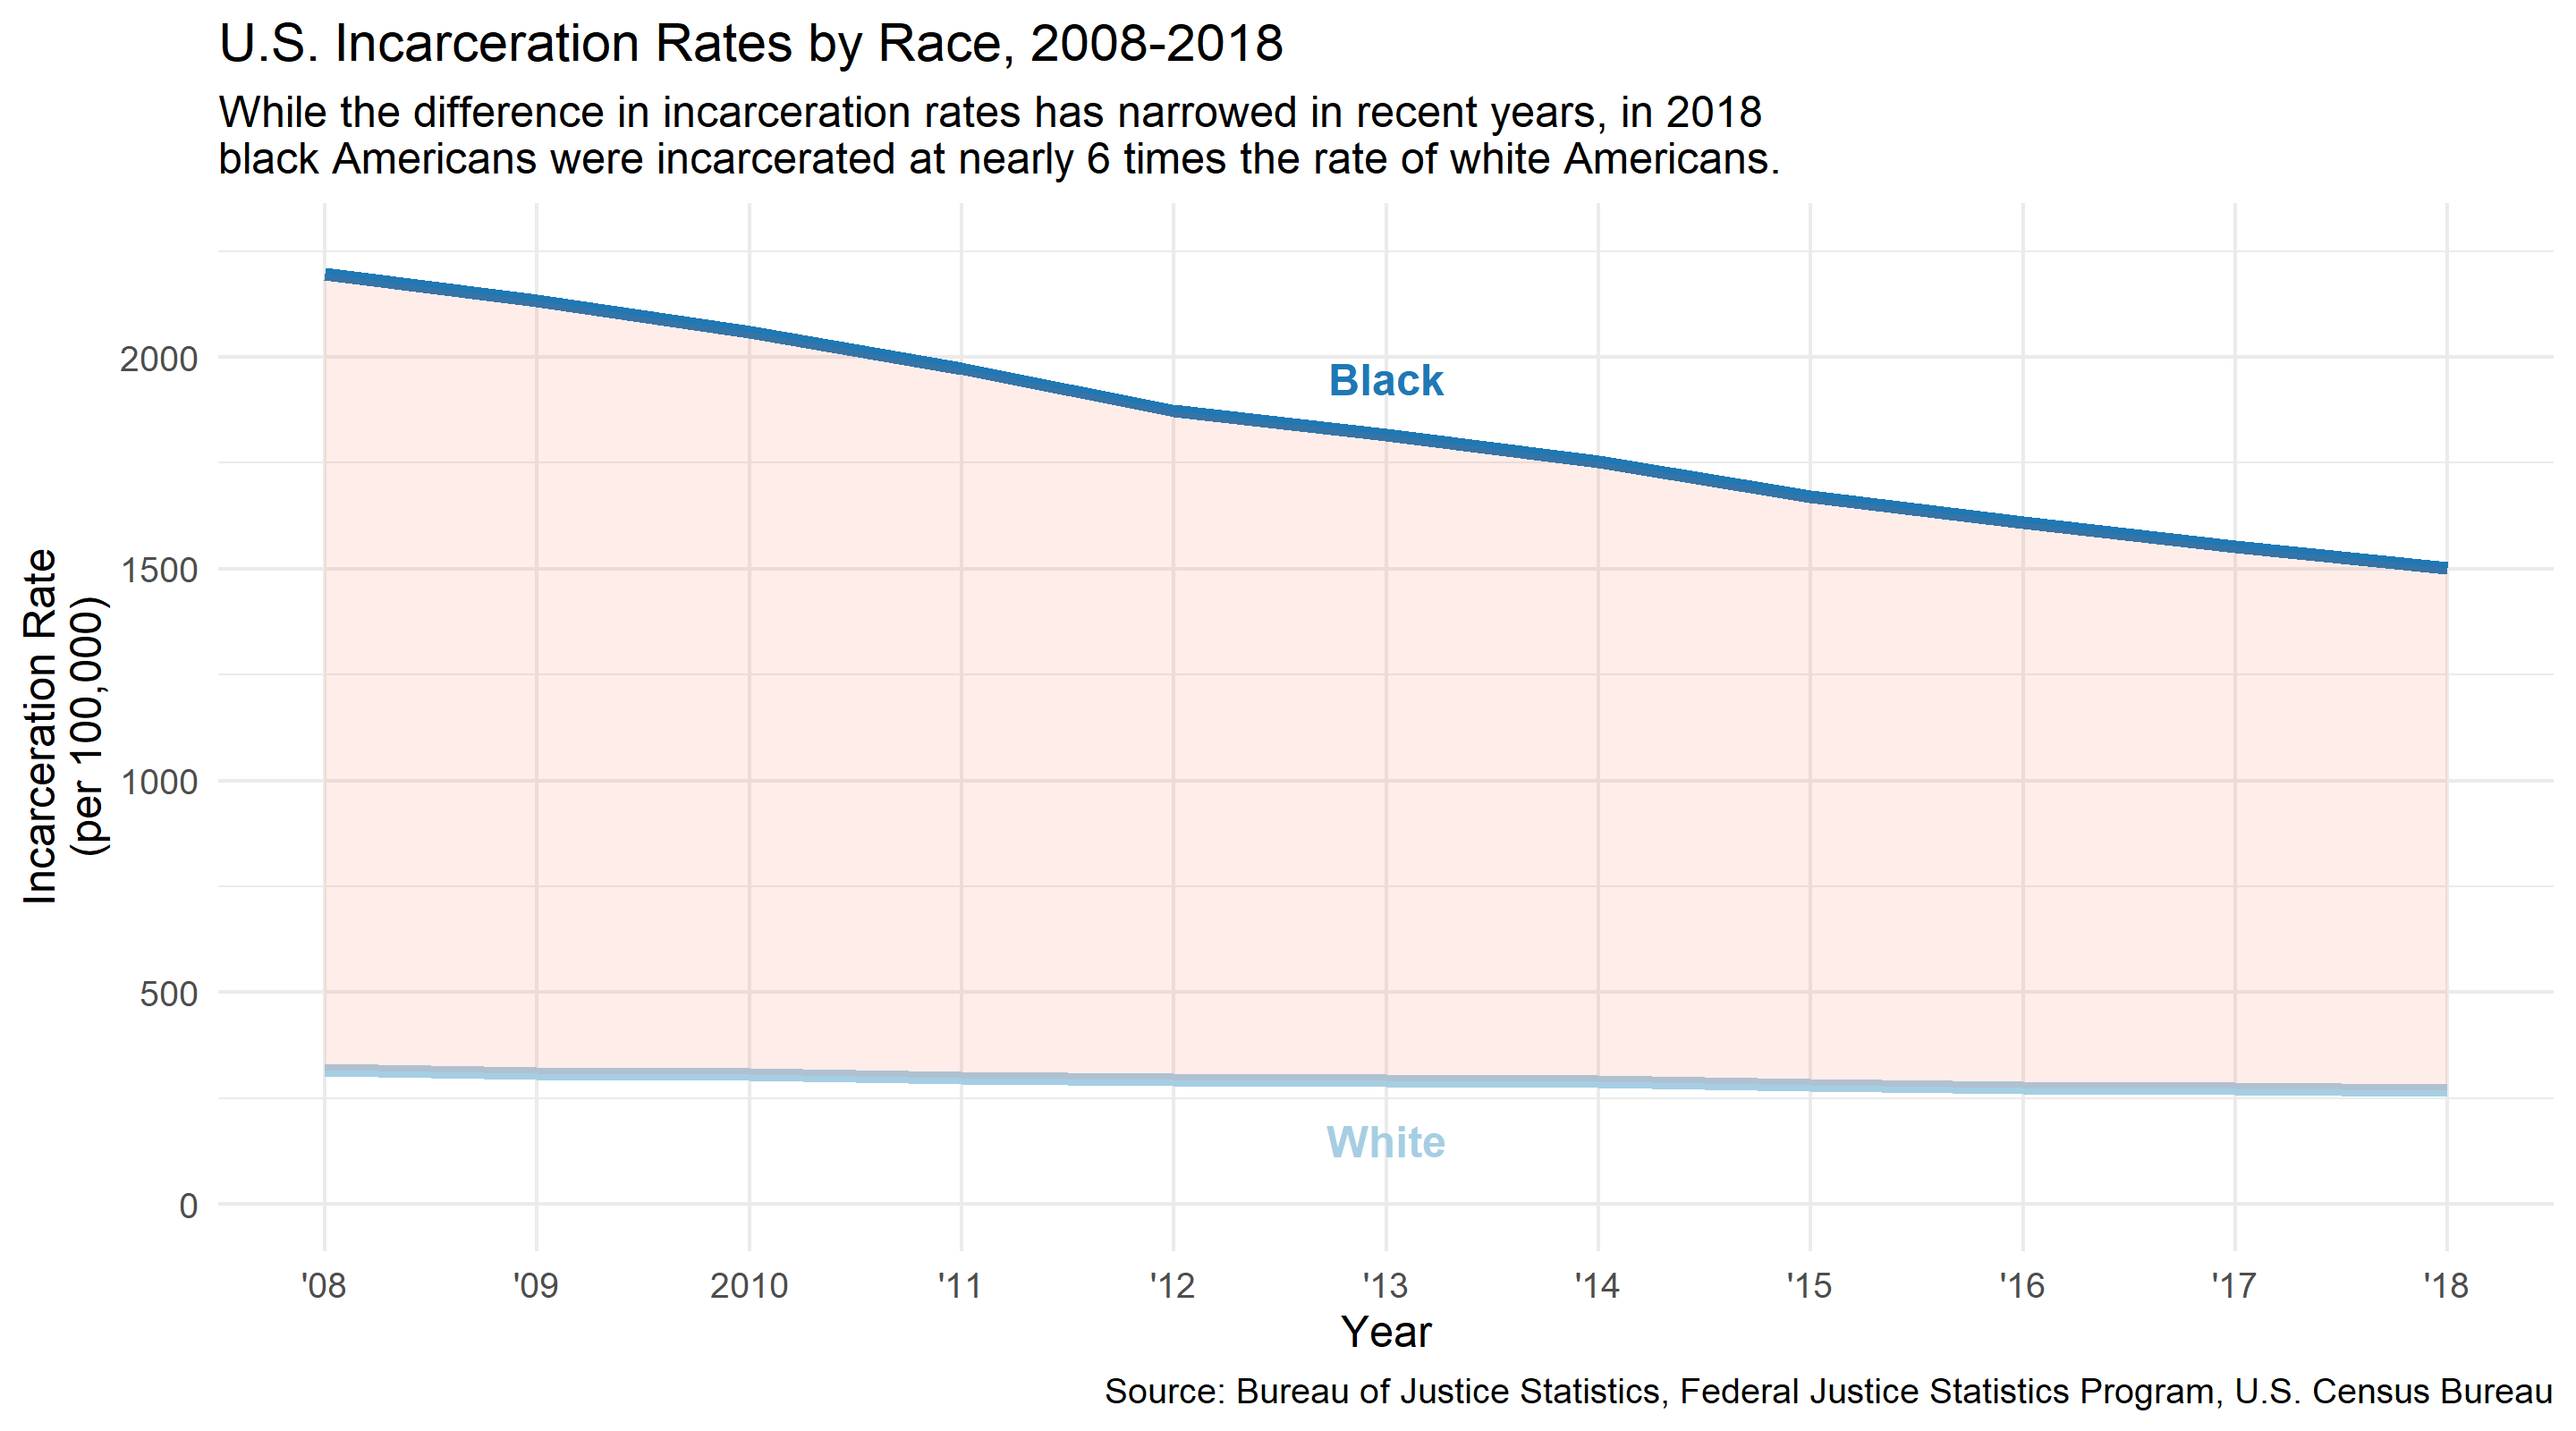 U.S. Incarceration Rates by Race, 2008-2018
While the difference in incarceration rates has narrowed in recent years, in 2018
black Americans were incarcerated at nearly 6 times the rate of white Americans.
Incarceration Rate
(per 100,000)
2000
1500
1000
500
0
Black
White
'08 '09 2010 '11 '12 '13 '14 '15 '16 '17 '18
Year
Source: Bureau of Justice Statistics, Federal Justice Statistics Program, U.S. Census Bureau